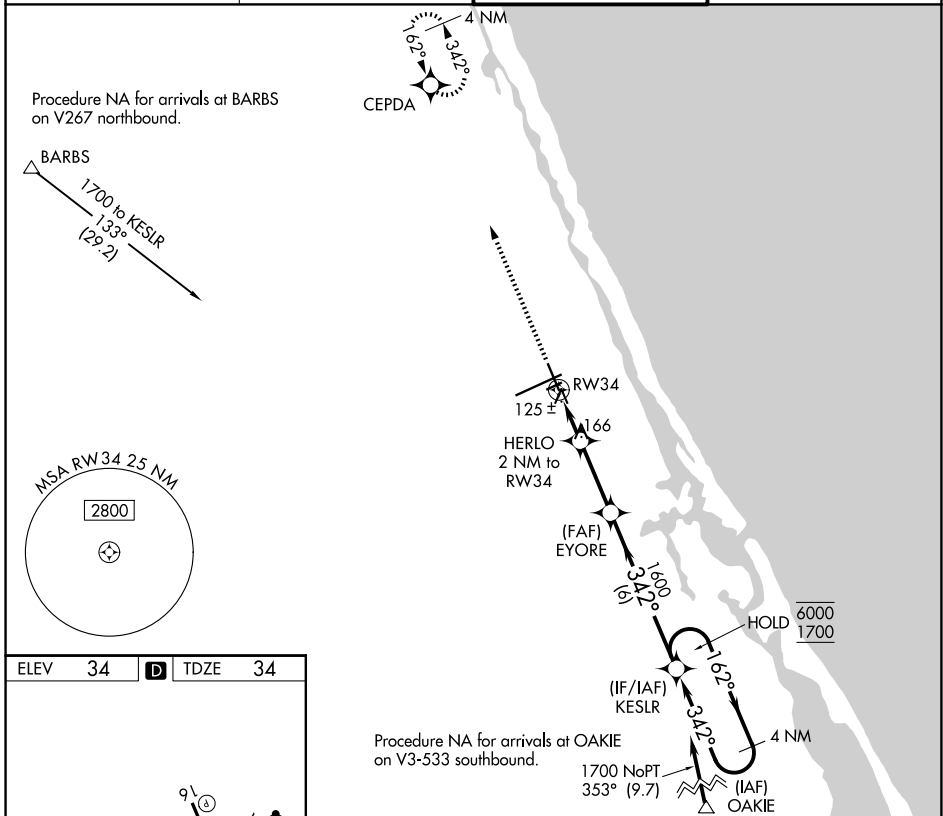 4 NM
162°
342°
CEPDA
Procedure NA for arrivals at BARBS
on V267 northbound.
BARBS
1700 to KESLR
133°
(29.2)
RW34
125 ±
166
HERLO
2 NM to
RW34
MSA RW34 25 NM
2800
(FAF)
EYORE
1600
342°
(6)
HOLD
6000
1700
162°
(IF/IAF)
KESLR
342°
4 NM
ELEV 34 D TDZE 34
Procedure NA for arrivals at OAKIE
on V3-533 southbound.
1700 NoPT
353° (9.7)
(IAF)
OAKIE
16
P